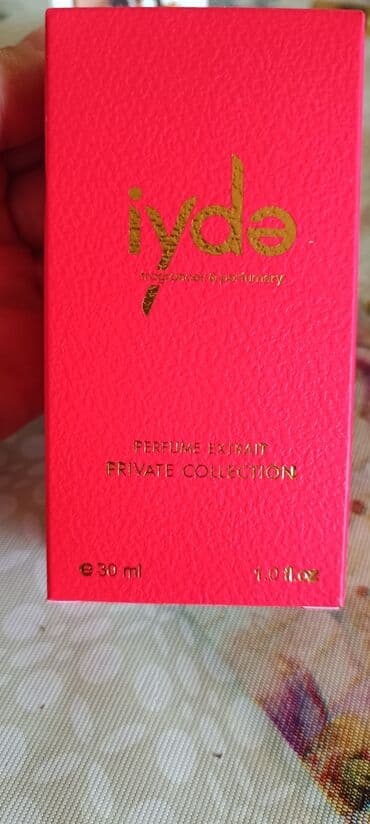 iydə
fragrances & perfumery
PERFUME EXTRAIT
PRIVATE COLLECTION
e 30 ml 1.0 fl.oz